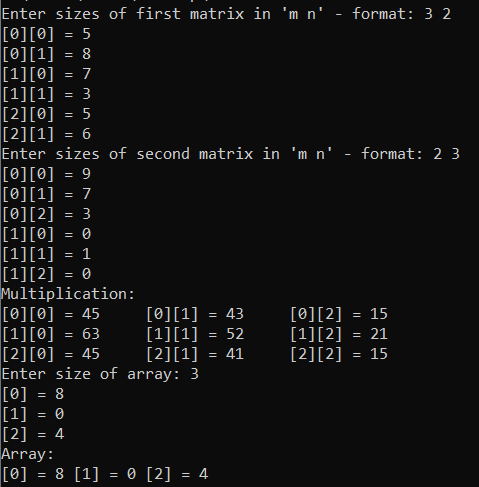 Enter sizes of first matrix in 'm n' - format: 3 2
[0][0] = 5
[0][1] = 8
[1][0] = 7
[1][1] = 3
[2][0] = 5
[2][1] = 6
Enter sizes of second matrix in 'm n' - format: 2 3
[0][0] = 9
[0][1] = 7
[0][2] = 3
[1][0] = 0
[1][1] = 1
[1][2] = 0
Multiplication:
[0][0] = 45     [0][1] = 43     [0][2] = 15
[1][0] = 63     [1][1] = 52     [1][2] = 21
[2][0] = 45     [2][1] = 41     [2][2] = 15
Enter size of array: 3
[0] = 8
[1] = 0
[2] = 4
Array:
[0] = 8 [1] = 0 [2] = 4